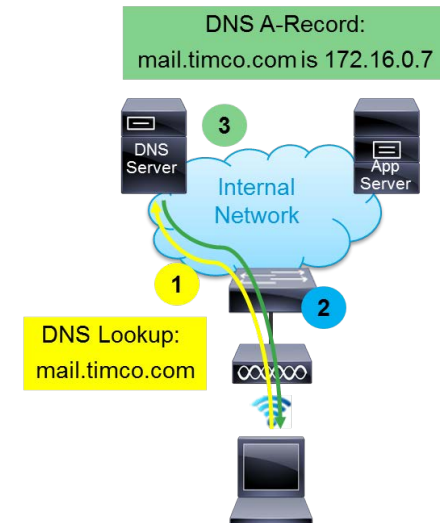 DNS A-Record:
mail.timco.com is 172.16.0.7
3
DNS
Server
App
Server
Internal
Network
1
2
DNS Lookup:
mail.timco.com